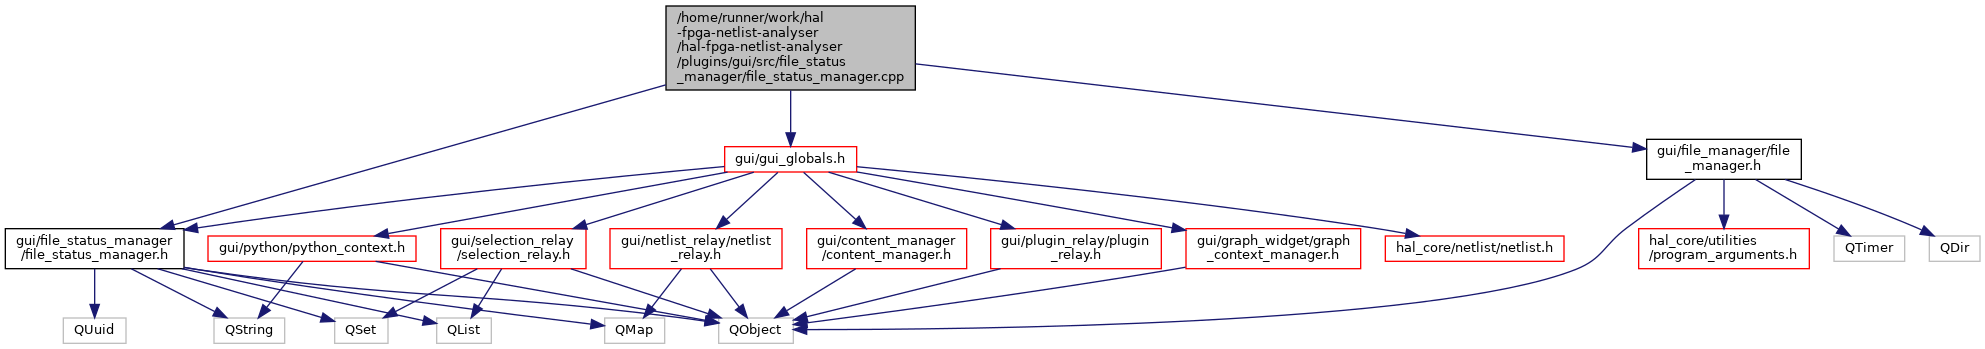 /home/runner/work/hal
-fpga-netlist-analyser
/hal-fpga-netlist-analyser
/plugins/gui/src/file_status
_manager/file_status_manager.cpp
gui/gui_globals.h
gui/file_manager/file
_manager.h
gui/file_status_manager
/file_status_manager.h
gui/python/python_context.h
gui/selection_relay
/selection_relay.h
gui/netlist_relay/netlist
_relay.h
gui/content_manager
/content_manager.h
gui/plugin_relay/plugin
_relay.h
gui/graph_widget/graph
_context_manager.h
hal_core/netlist/netlist.h
hal_core/utilities
/program_arguments.h
QTimer
QDir
QUuid
QString
QSet
QList
QMap
QObject